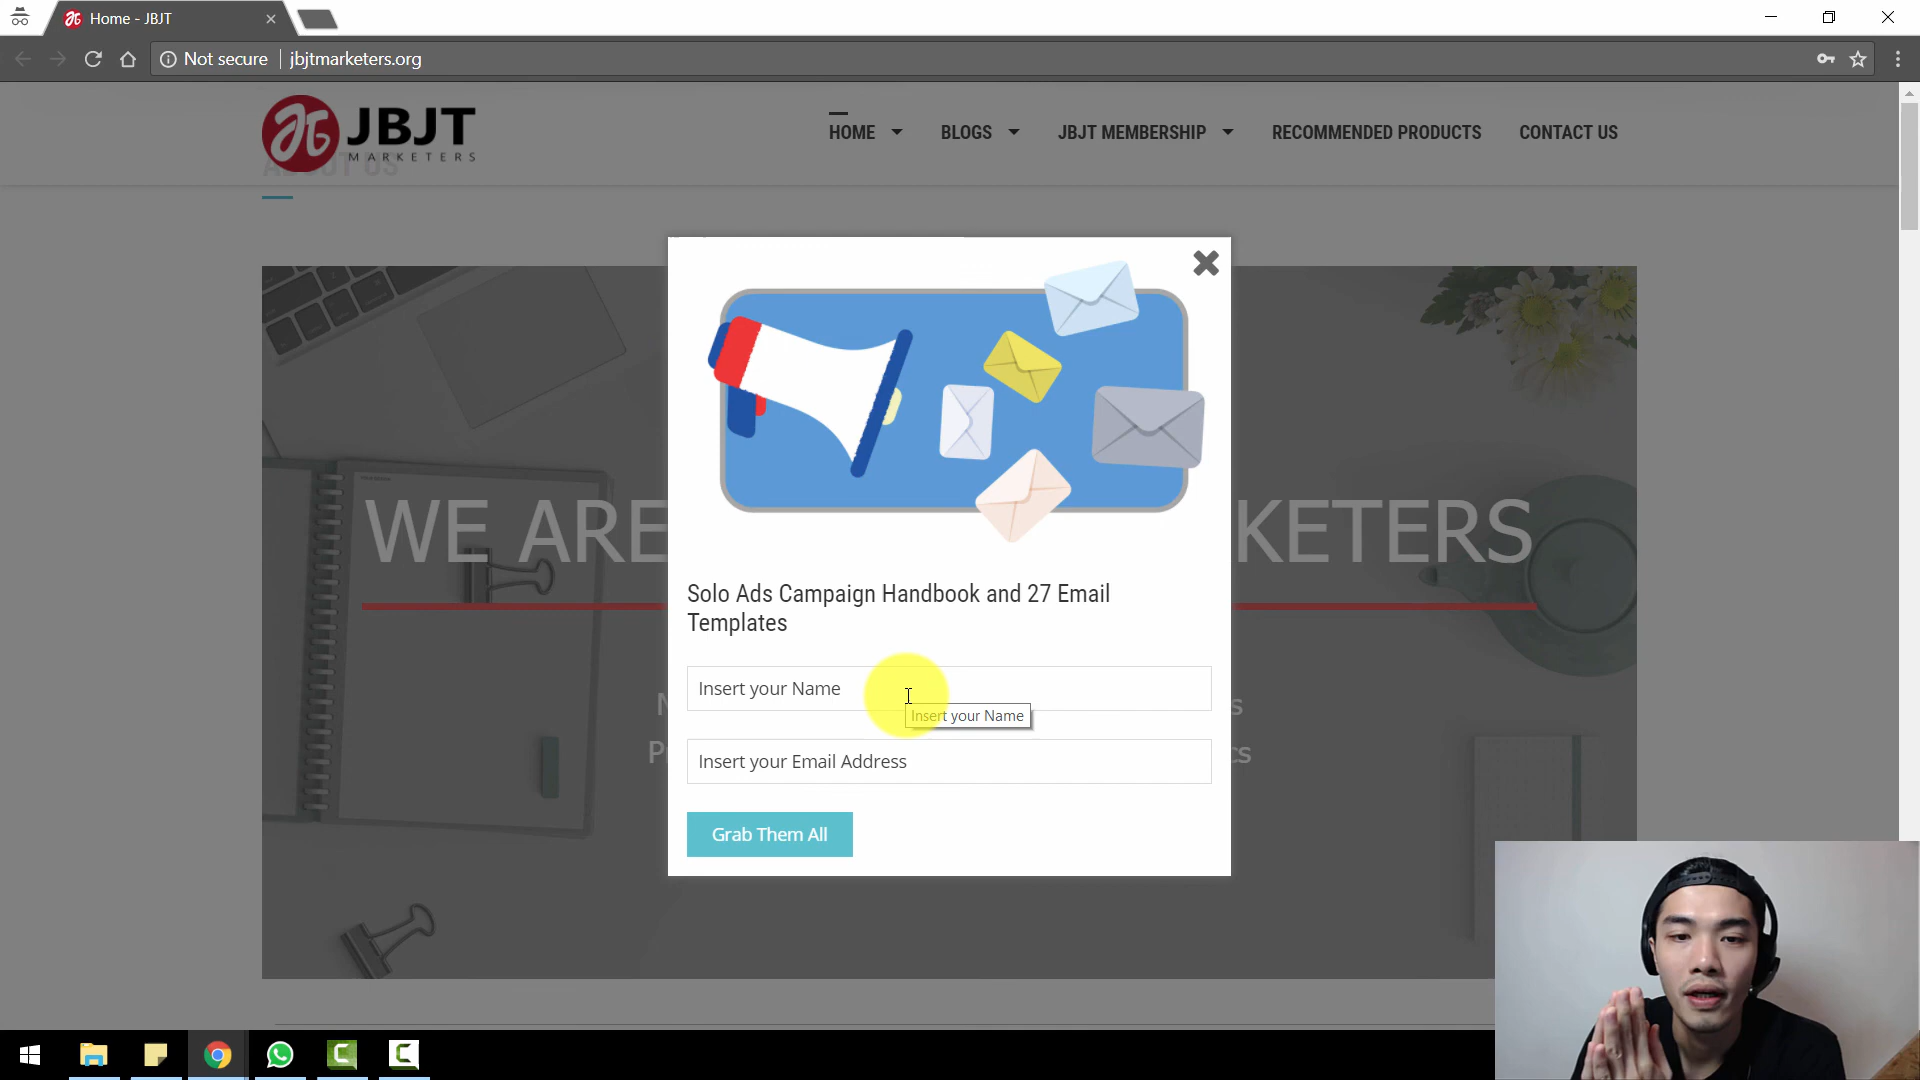 Home - JBJT
Not secure
jbjtmarketers.org
JBJT
MARKETERS
ABOUT US
HOME
BLOGS
JBJT MEMBERSHIP
RECOMMENDED PRODUCTS
CONTACT US
WE ARE
KETERS
Solo Ads Campaign Handbook and 27 Email
Templates
Insert your Name
Insert your Name
Insert your Email Address
Grab Them All